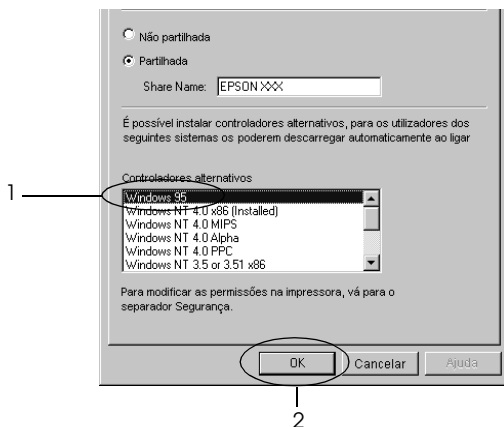 Não partilhada
Partilhada
Share Name: EPSON XXX
É possível instalar controladores alternativos, para os utilizadores dos
seguintes sistemas os poderem descarregar automaticamente ao ligar
Controladores alternativos
1
Windows 95
Windows NT 4.0 x86 (Installed)
Windows NT 4.0 MIPS
Windows NT 4.0 Alpha
Windows NT 4.0 PPC
Windows NT 3.5 or 3.51 x86
Para modificar as permissões na impressora, vá para o
separador Segurança.
OK Cancelar Ajuda
2